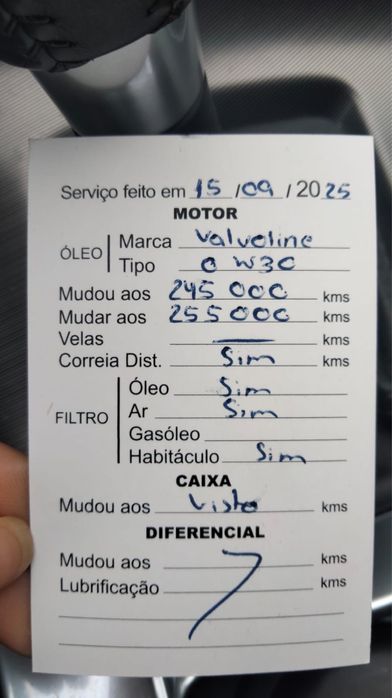 Serviço feito em 15 / 09 / 2025
MOTOR
ÓLEO
Marca Valvoline
Tipo 0 W30
Mudou aos 245 000 kms
Mudar aos 255 000 kms
Velas — kms
Correia Dist. Sim kms
FILTRO
Óleo Sim
Ar Sim
Gasóleo
Habitáculo Sim
CAIXA
Mudou aos Visto kms
DIFERENCIAL
Mudou aos kms
Lubrificação kms